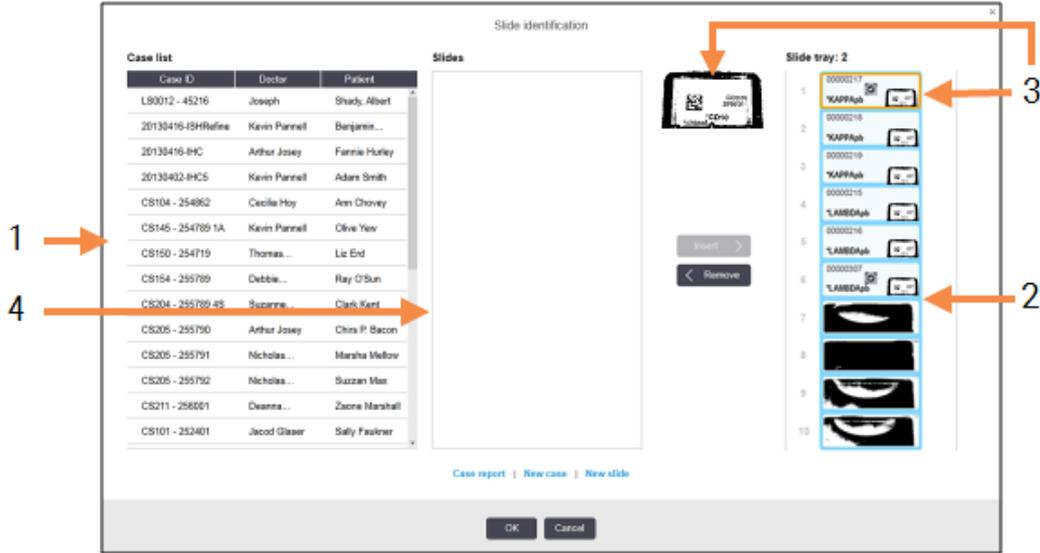 Slide identification
Case list
Slides
Slide tray: 2
Case ID Doctor Patient
LS0012 - 45216 Joseph Shady, Albert
20130416-ISHRefine Kevin Pannell Benjamin...
20130416-IHC Arthur Josey Fannie Hurley
20130402-IHC5 Kevin Pannell Adam Smith
CS104 - 254862 Cecilia Hoy Ann Chovey
CS145 - 254789 1A Kevin Pannell Olive Yew
CS150 - 254719 Thomas... Liz Erd
CS154 - 255789 Debbie... Ray O'Sun
CS204 - 255789 4S Suzanne... Clark Kent
CS205 - 255790 Arthur Josey Chirs P. Bacon
CS205 - 255791 Nicholas... Marsha Mellow
CS205 - 255792 Nicholas... Suzzan Max
CS211 - 256001 Deanna... Zaone Marshall
CS101 - 252401 Jacod Glaser Sally Faukner
*CD10
Insert
Remove
1
00000217
*KAPPApb
2
00000218
*KAPPApb
3
00000219
*KAPPApb
4
00000215
*LAMBDApb
5
00000216
*LAMBDApb
6
00000307
*LAMBDApb
7
8
9
10
Case report | New case | New slide
OK Cancel
1
4
3
2